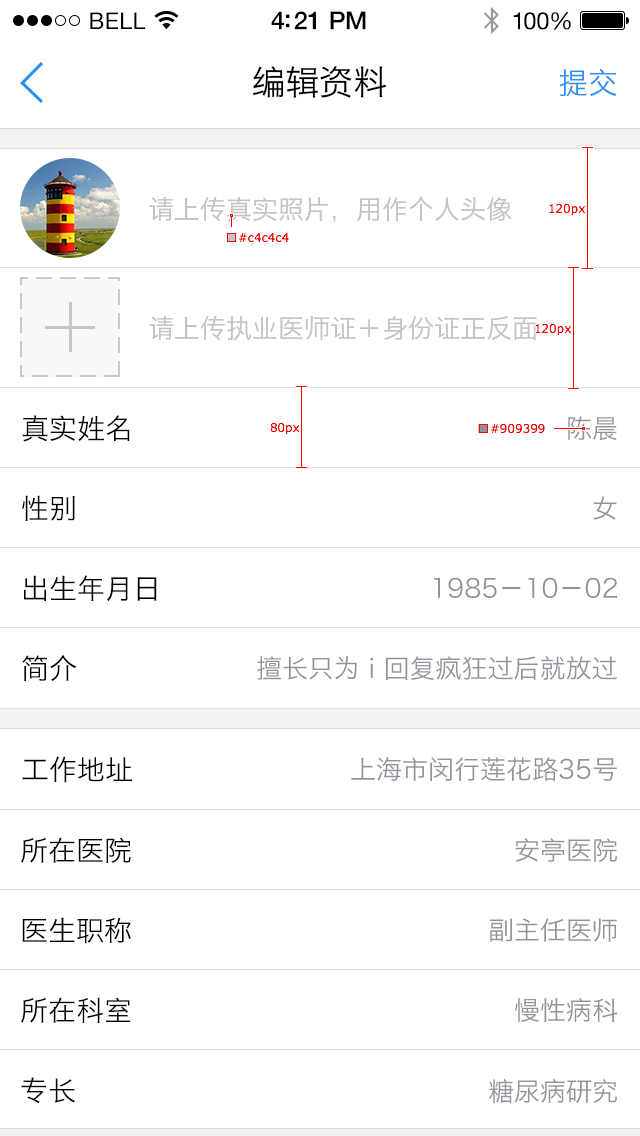 BELL 4:21 PM 100%
编辑资料 提交
请上传真实照片，用作个人头像 120px
#c4c4c4
请上传执业医师证＋身份证正反面 120px
真实姓名 80px #909399 陈晨
性别 女
出生年月日 1985－10－02
简介 擅长只为ｉ回复疯狂过后就放过
工作地址 上海市闵行莲花路35号
所在医院 安亭医院
医生职称 副主任医师
所在科室 慢性病科
专长 糖尿病研究